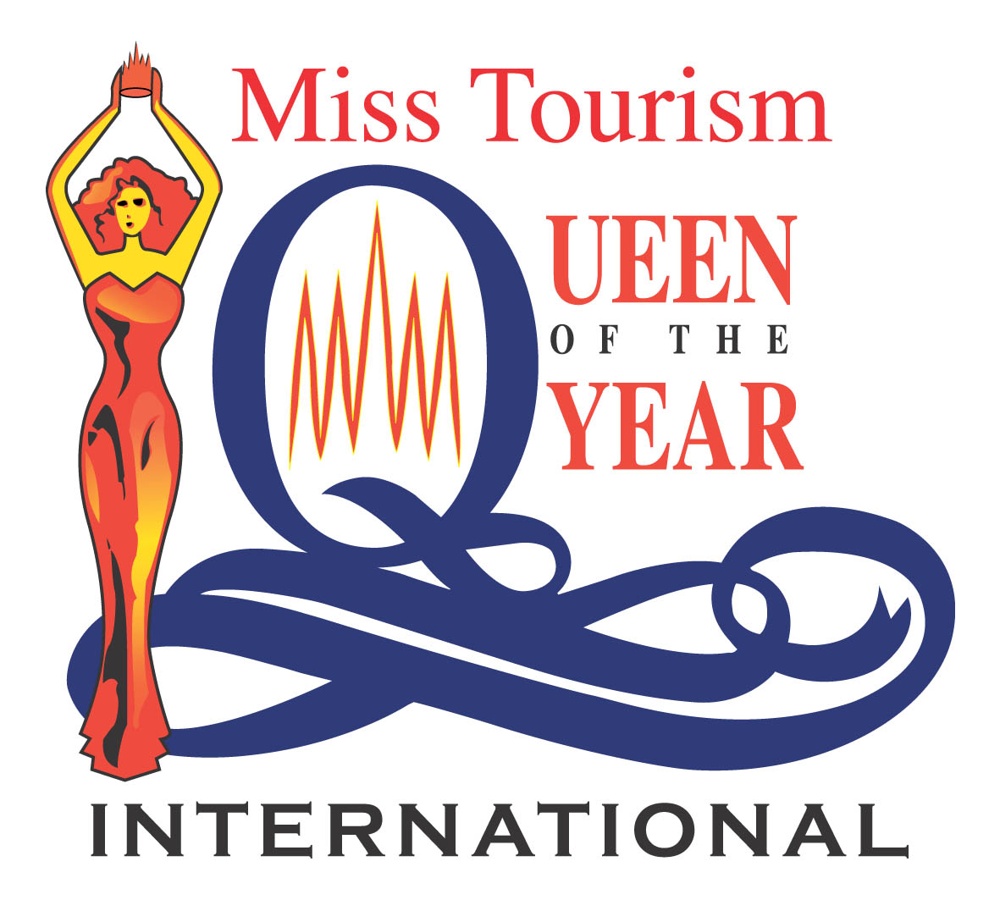 Miss Tourism
QUEEN
OF THE
YEAR
INTERNATIONAL